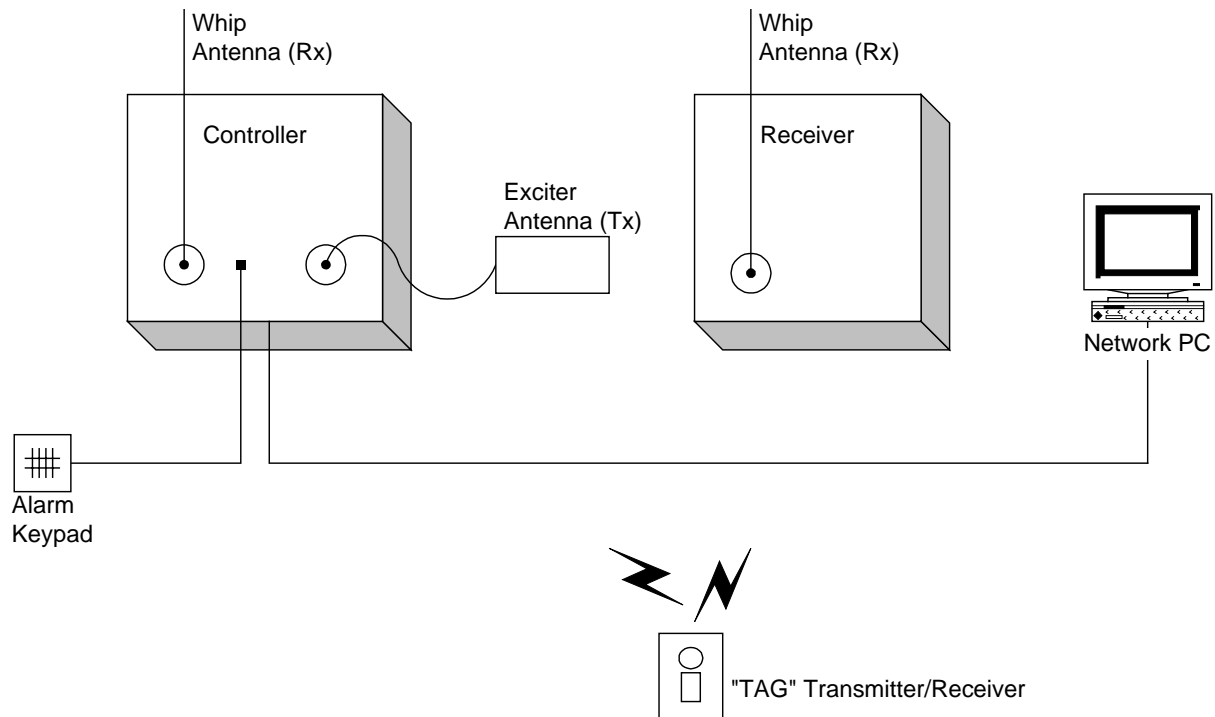 Whip
Antenna (Rx)
Whip
Antenna (Rx)
Controller
Receiver
Exciter
Antenna (Tx)
Network PC
Alarm
Keypad
"TAG" Transmitter/Receiver